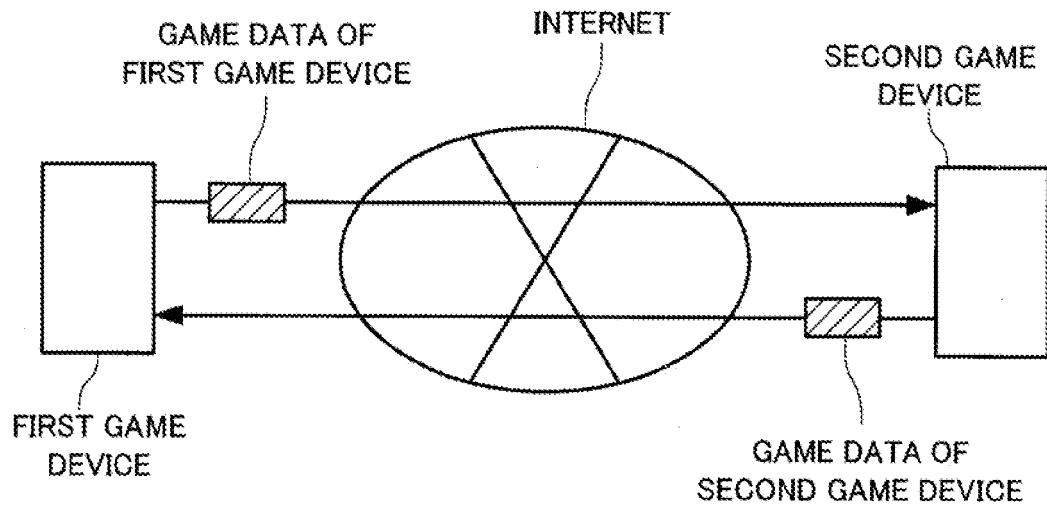 GAME DATA OF
FIRST GAME DEVICE
INTERNET
SECOND GAME
DEVICE
FIRST GAME
DEVICE
GAME DATA OF
SECOND GAME DEVICE